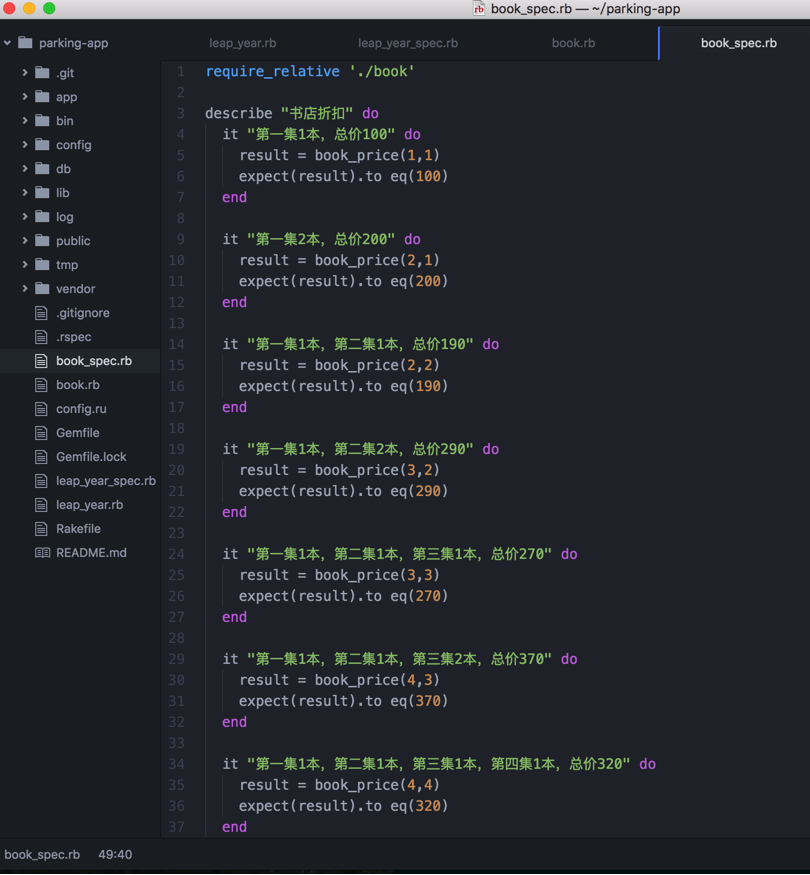 book_spec.rb — ~/parking-app
parking-app
leap_year.rb
leap_year_spec.rb
book.rb
book_spec.rb
.git
app
bin
config
db
lib
log
public
tmp
vendor
.gitignore
.rspec
book_spec.rb
book.rb
config.ru
Gemfile
Gemfile.lock
leap_year_spec.rb
leap_year.rb
Rakefile
README.md
1 require_relative './book'
2
3 describe "书店折扣" do
4 it "第一集1本，总价100" do
5 result = book_price(1,1)
6 expect(result).to eq(100)
7 end
8
9 it "第一集2本，总价200" do
10 result = book_price(2,1)
11 expect(result).to eq(200)
12 end
13
14 it "第一集1本，第二集1本，总价190" do
15 result = book_price(2,2)
16 expect(result).to eq(190)
17 end
18
19 it "第一集1本，第二集2本，总价290" do
20 result = book_price(3,2)
21 expect(result).to eq(290)
22 end
23
24 it "第一集1本，第二集1本，第三集1本，总价270" do
25 result = book_price(3,3)
26 expect(result).to eq(270)
27 end
28
29 it "第一集1本，第二集1本，第三集2本，总价370" do
30 result = book_price(4,3)
31 expect(result).to eq(370)
32 end
33
34 it "第一集1本，第二集1本，第三集1本，第四集1本，总价320" do
35 result = book_price(4,4)
36 expect(result).to eq(320)
37 end
book_spec.rb 49:40